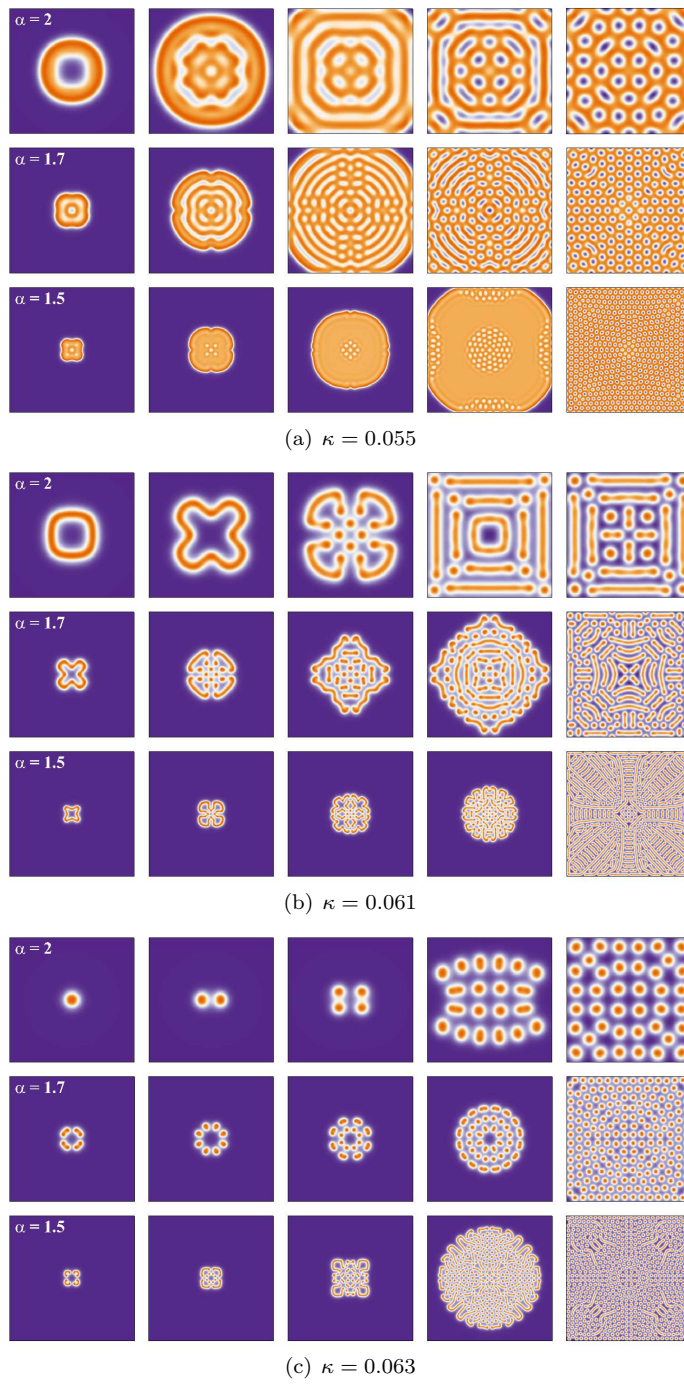 α = 2
α = 1.7
α = 1.5
(a) κ = 0.055
α = 2
α = 1.7
α = 1.5
(b) κ = 0.061
α = 2
α = 1.7
α = 1.5
(c) κ = 0.063